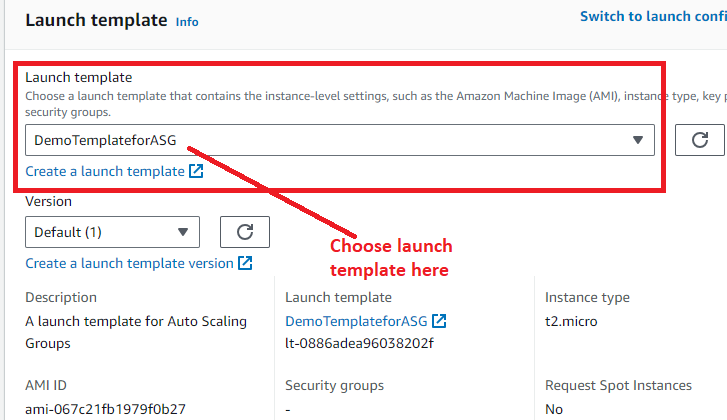 Launch template Info
Switch to launch confi
Launch template
Choose a launch template that contains the instance-level settings, such as the Amazon Machine Image (AMI), instance type, key p
security groups.
DemoTemplateforASG
Create a launch template
Version
Default (1)
Create a launch template version
Choose launch
template here
Description
Launch template
Instance type
A launch template for Auto Scaling
Groups
DemoTemplateforASG
lt-0886adea96038202f
t2.micro
AMI ID
Security groups
Request Spot Instances
ami-067c21fb1979f0b27
-
No